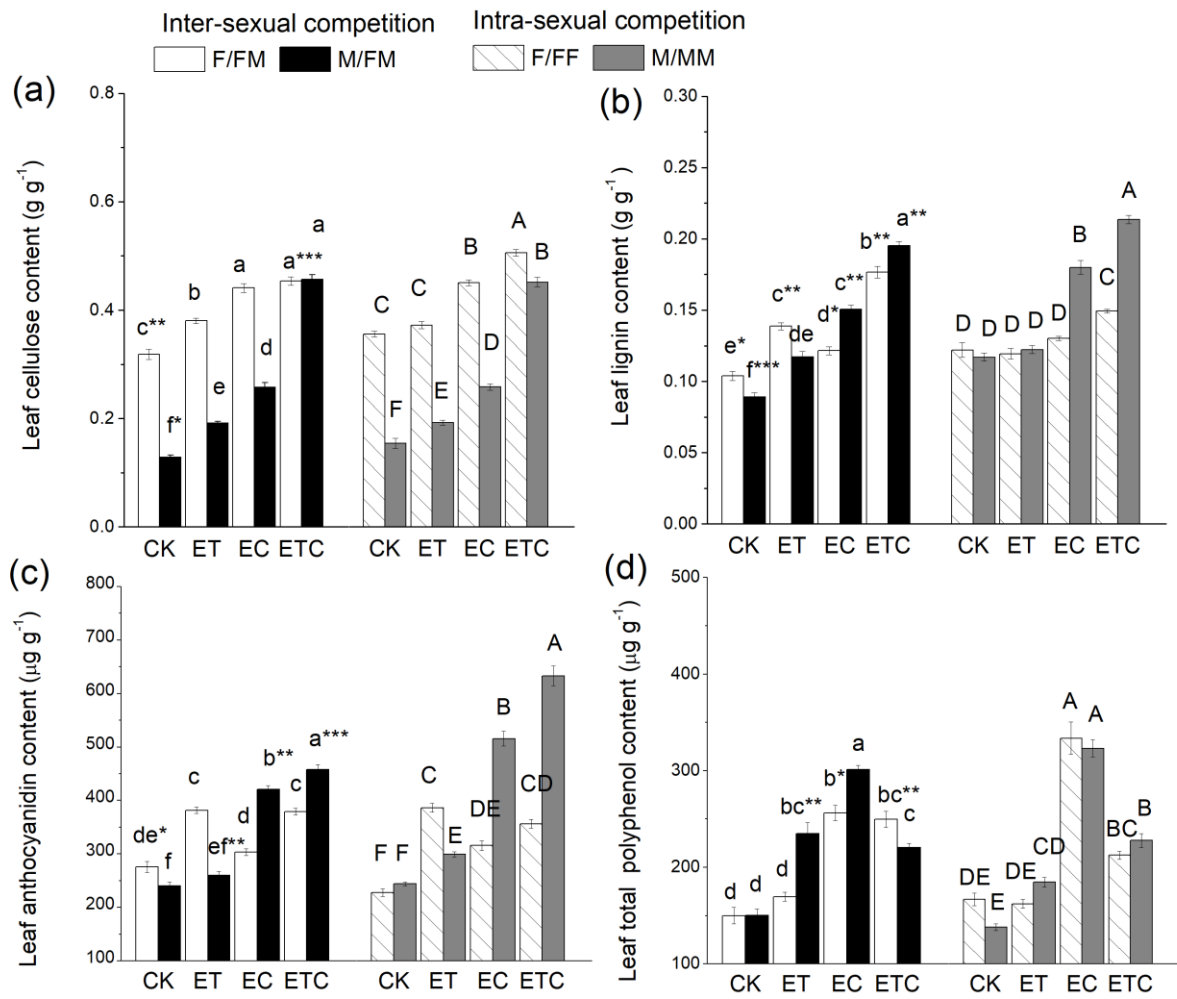 Inter-sexual competition Intra-sexual competition
F/FM M/FM F/FF M/MM
(a)
Leaf cellulose content (g g⁻¹)
0.8
0.6
0.4
0.2
0.0
c** f* b e a d a*** a
C F C E B D A B
CK ET EC ETC CK ET EC ETC
(b)
Leaf lignin content (g g⁻¹)
0.30
0.25
0.20
0.15
0.10
0.05
0.00
e* f*** c** de d* c** b** a**
D D D D D B C A
CK ET EC ETC CK ET EC ETC
(c)
Leaf anthocyanidin content (μg g⁻¹)
800
700
600
500
400
300
200
100
de* f c ef** d b** c a***
F F C E DE B CD A
CK ET EC ETC CK ET EC ETC
(d)
Leaf total polyphenol content (μg g⁻¹)
500
400
300
200
100
d d d bc** b* a bc** c
DE E DE CD A A BC B
CK ET EC ETC CK ET EC ETC